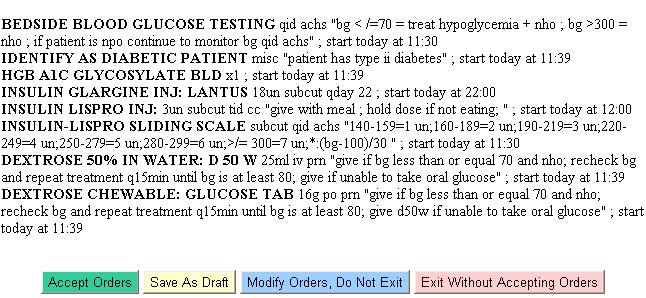 BEDSIDE BLOOD GLUCOSE TESTING qid achs "bg < /=70 = treat hypoglycemia + nho ; bg >300 =
nho ; if patient is npo continue to monitor bg qid achs" ; start today at 11:30
IDENTIFY AS DIABETIC PATIENT misc "patient has type ii diabetes" ; start today at 11:39
HGB A1C GLYCOSYLATE BLD x1 ; start today at 11:39
INSULIN GLARGINE INJ: LANTUS 18un subcut qday 22 ; start today at 22:00
INSULIN LISPRO INJ: 3un subcut tid cc "give with meal ; hold dose if not eating; " ; start today at 12:00
INSULIN-LISPRO SLIDING SCALE subcut qid achs "140-159=1 un;160-189=2 un;190-219=3 un;220-
249=4 un;250-279=5 un;280-299=6 un;>/= 300=7 un;*:(bg-100)/30 " ; start today at 11:30
DEXTROSE 50% IN WATER: D 50 W 25ml iv prn "give if bg less than or equal 70 and nho; recheck
bg and repeat treatment q15min until bg is at least 80; give if unable to take oral glucose" ; start today at 11:39
DEXTROSE CHEWABLE: GLUCOSE TAB 16g po prn "give if bg less than or equal 70 and nho;
recheck bg and repeat treatment q15min until bg is at least 80; give d50w if unable to take oral glucose" ; start
today at 11:39
Accept Orders Save As Draft Modify Orders, Do Not Exit Exit Without Accepting Orders